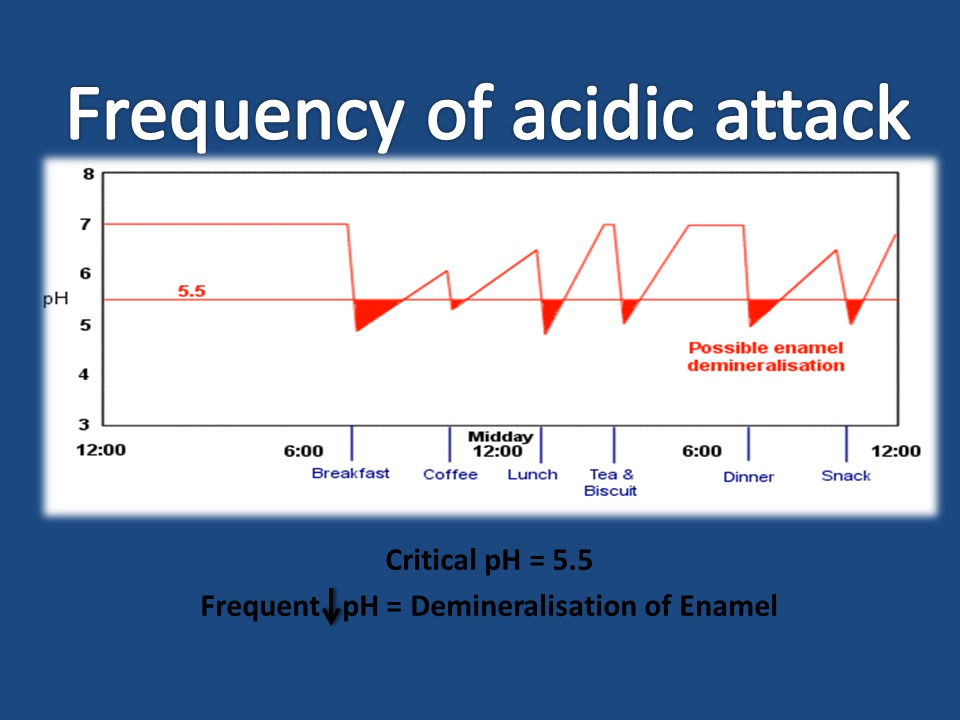 Frequency of acidic attack
8
7
6
5.5
pH
5
Possible enamel
demineralisation
4
3
Midday
12:00 6:00 12:00 6:00 12:00
Breakfast Coffee Lunch Tea & Dinner Snack
Biscuit
Critical pH = 5.5
Frequent ↓ pH = Demineralisation of Enamel